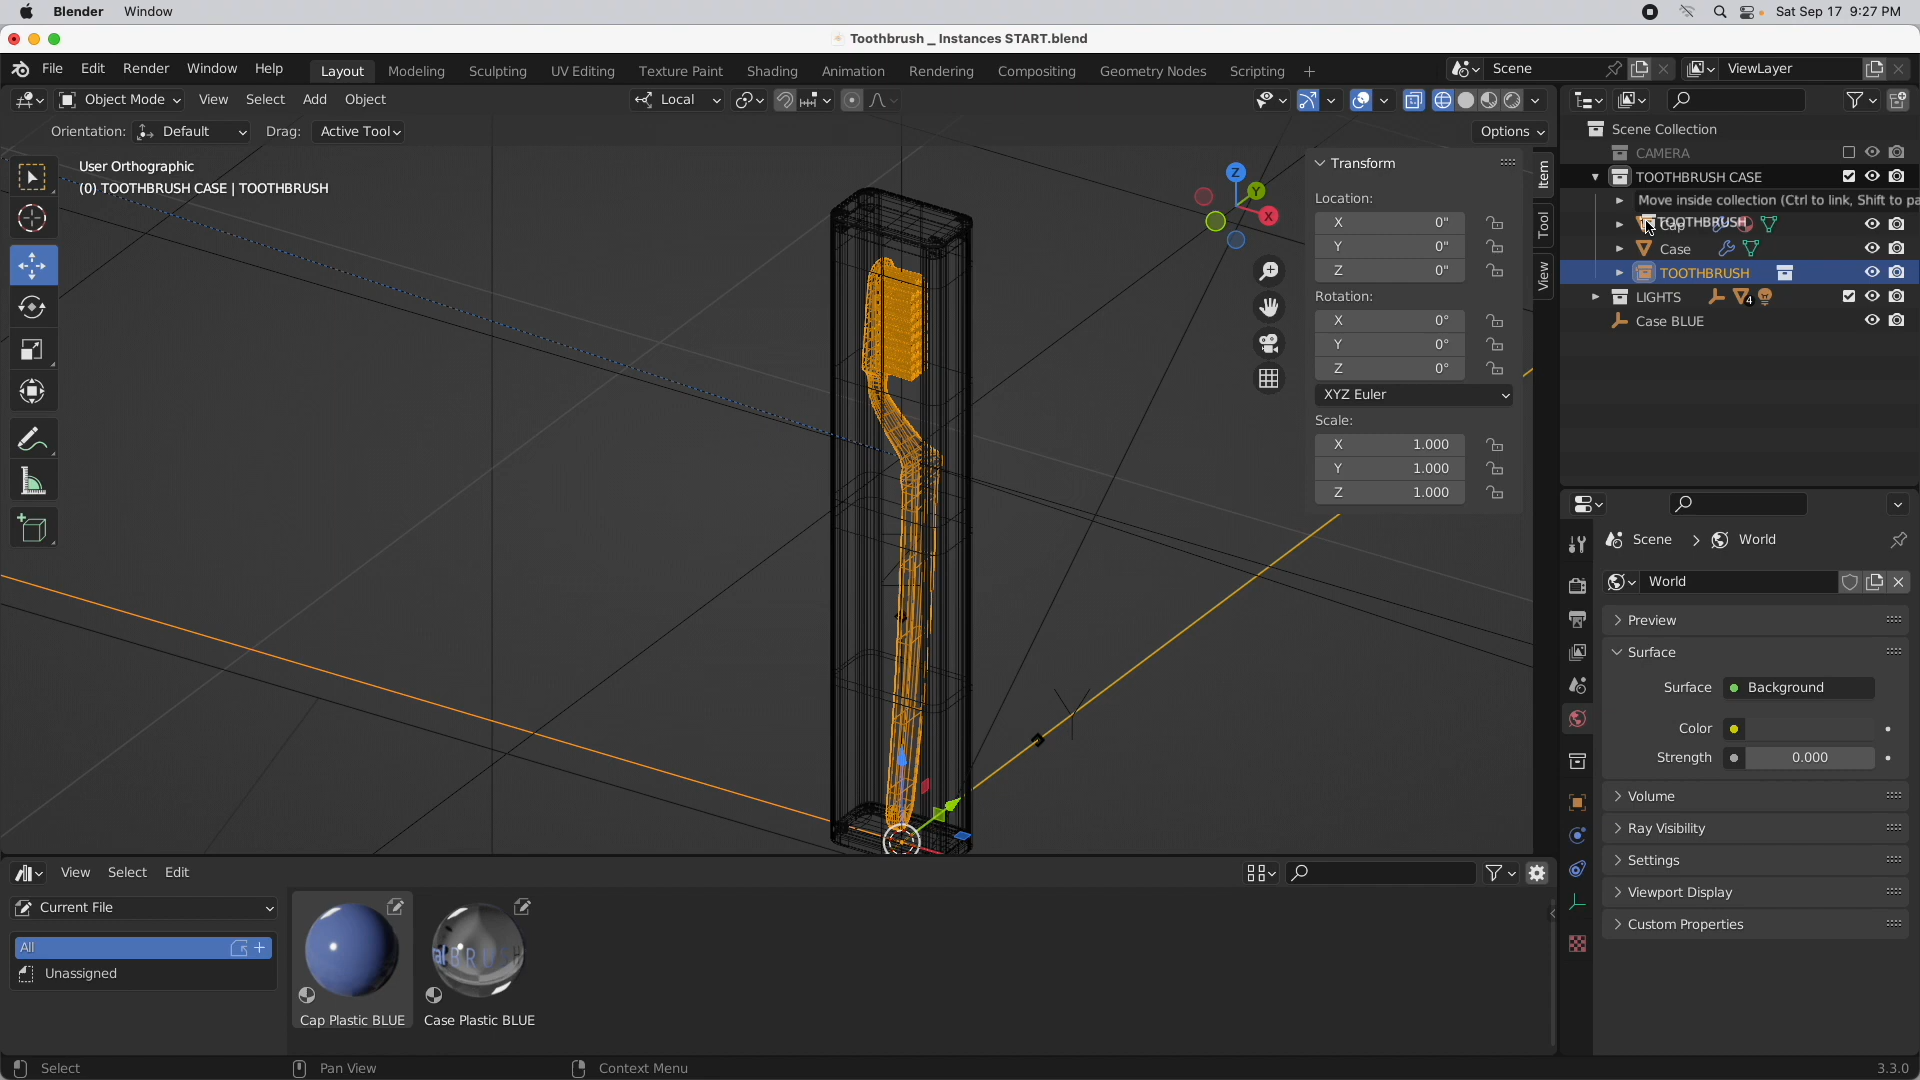 Blender Window Sat Sep 17 9:27 PM
Toothbrush _ Instances START.blend
File Edit Render Window Help Layout Modeling Sculpting UV Editing Texture Paint Shading Animation Rendering Compositing Geometry Nodes Scripting + Scene ViewLayer
Object Mode View Select Add Object Local
Orientation: Default Drag: Active Tool Options
User Orthographic
(0) TOOTHBRUSH CASE | TOOTHBRUSH
Z
Y
X
Item
Tool
View
Transform
Location:
X 0"
Y 0"
Z 0"
Rotation:
X 0°
Y 0°
Z 0°
XYZ Euler
Scale:
X 1.000
Y 1.000
Z 1.000
Scene Collection
CAMERA
TOOTHBRUSH CASE
Move inside collection (Ctrl to link, Shift to pa
TOOTHBRUSH
Cap
Case
TOOTHBRUSH
LIGHTS 4
Case BLUE
Scene > World
World
Preview
Surface
Surface Background
Color
Strength 0.000
Volume
Ray Visibility
Settings
Viewport Display
Custom Properties
View Select Edit
Current File
All
Unassigned
Cap Plastic BLUE
Case Plastic BLUE
Select Pan View Context Menu 3.3.0